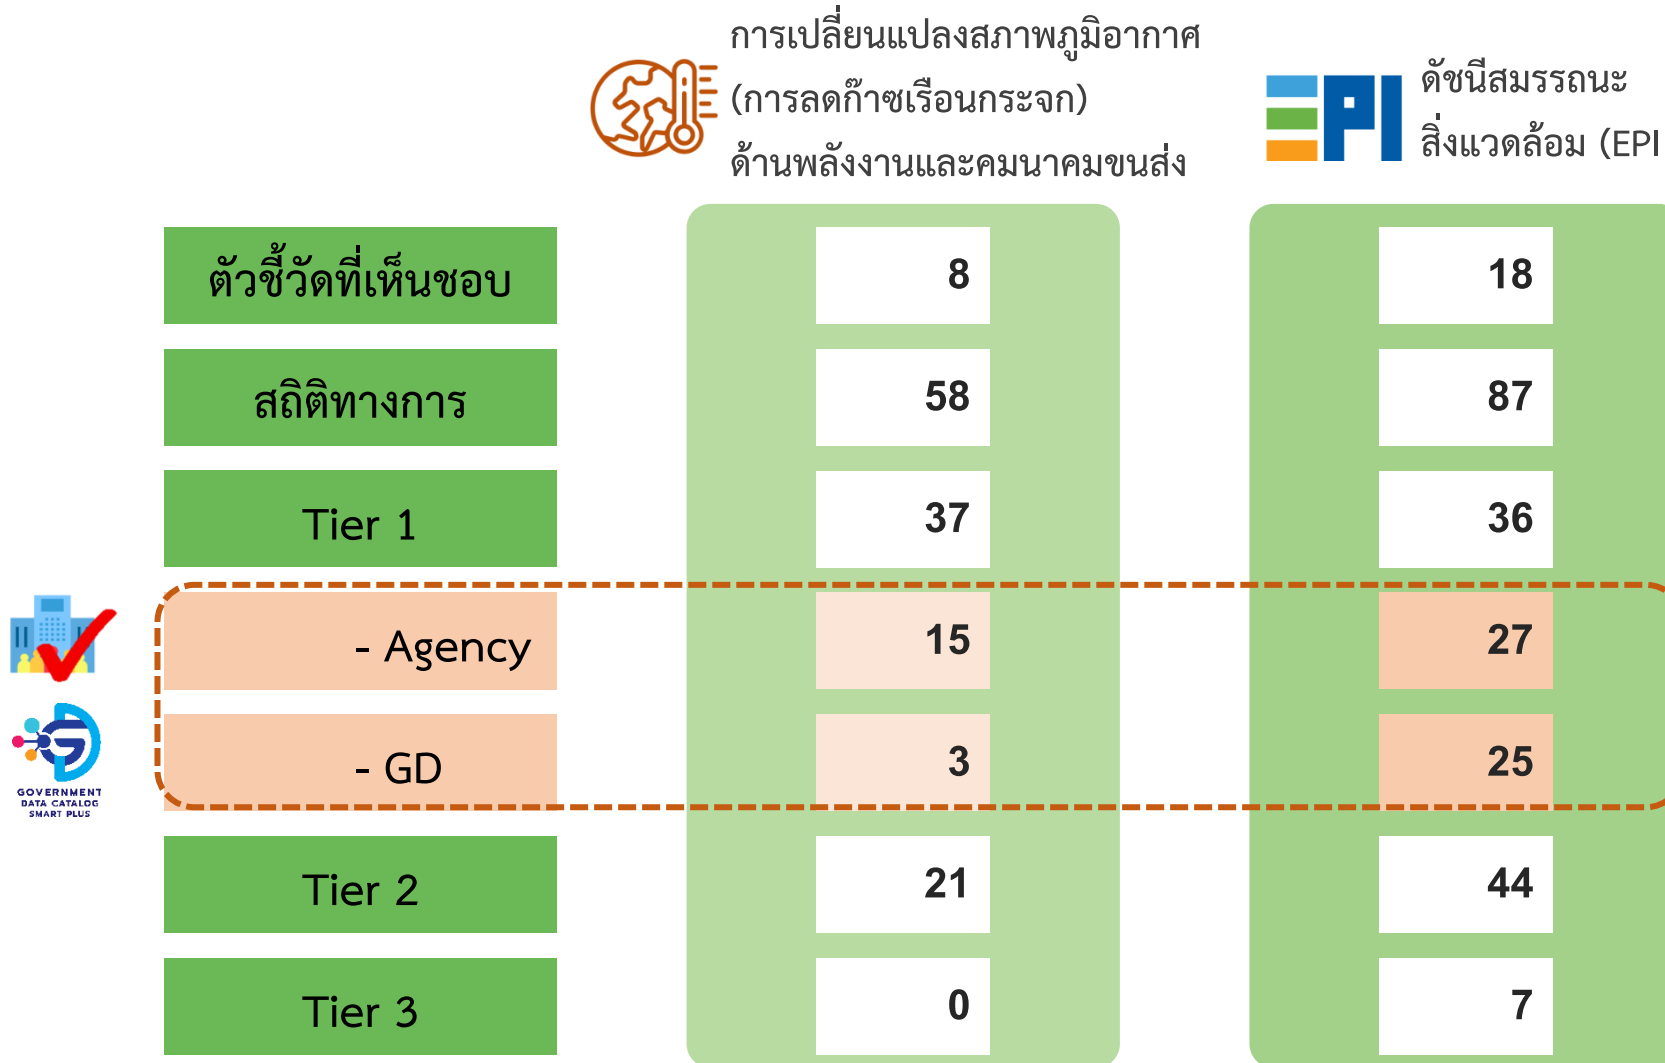 การเปลี่ยนแปลงสภาพภูมิอากาศ
(การลดก๊าซเรือนกระจก)
ด้านพลังงานและคมนาคมขนส่ง
EPI
ดัชนีสมรรถนะ
สิ่งแวดล้อม (EPI
ตัวชี้วัดที่เห็นชอบ 8 18
สถิติทางการ 58 87
Tier 1 37 36
- Agency 15 27
- GD 3 25
GOVERNMENT
DATA CATALOG
SMART PLUS
Tier 2 21 44
Tier 3 0 7